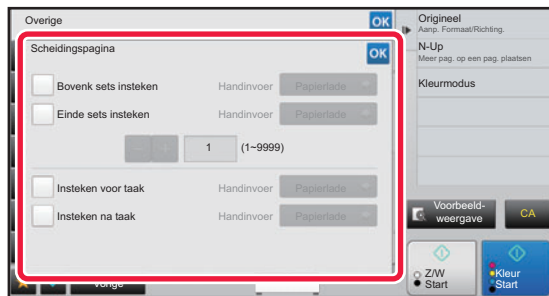 Overige
OK
Scheidingspagina
OK
Bovenk sets insteken
Handinvoer
Papierlade
Einde sets insteken
Handinvoer
Papierlade
1
(1~9999)
Insteken voor taak
Handinvoer
Papierlade
Insteken na taak
Handinvoer
Papierlade
Vorige
Origineel
Aanp. Formaat/Richting.
N-Up
Meer pag. op een pag. plaatsen
Kleurmodus
Voorbeeld-
weergave
CA
Z/W
Start
Kleur
Start